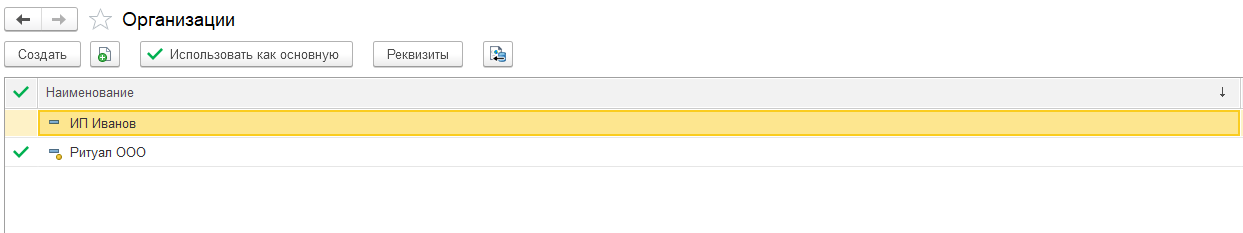 Организации
Создать Использовать как основную Реквизиты
Наименование ↓
ИП Иванов
Ритуал ООО